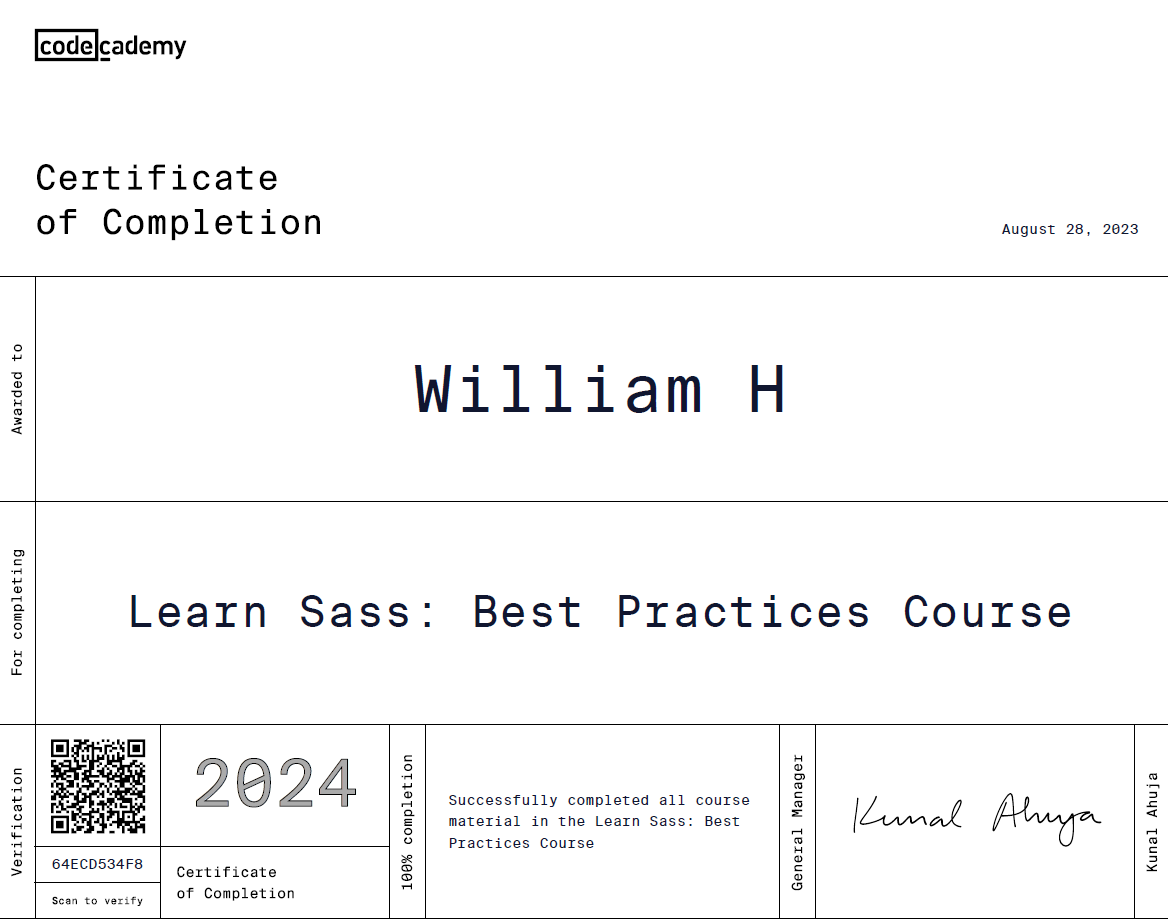 codecademy
Certificate
of Completion
August 28, 2023
Awarded to
William H
For completing
Learn Sass: Best Practices Course
Verification
64ECD534F8
Scan to verify
2024
Certificate
of Completion
100% completion
Successfully completed all course
material in the Learn Sass: Best
Practices Course
General Manager
Kunal Ahuja
Kunal Ahuja